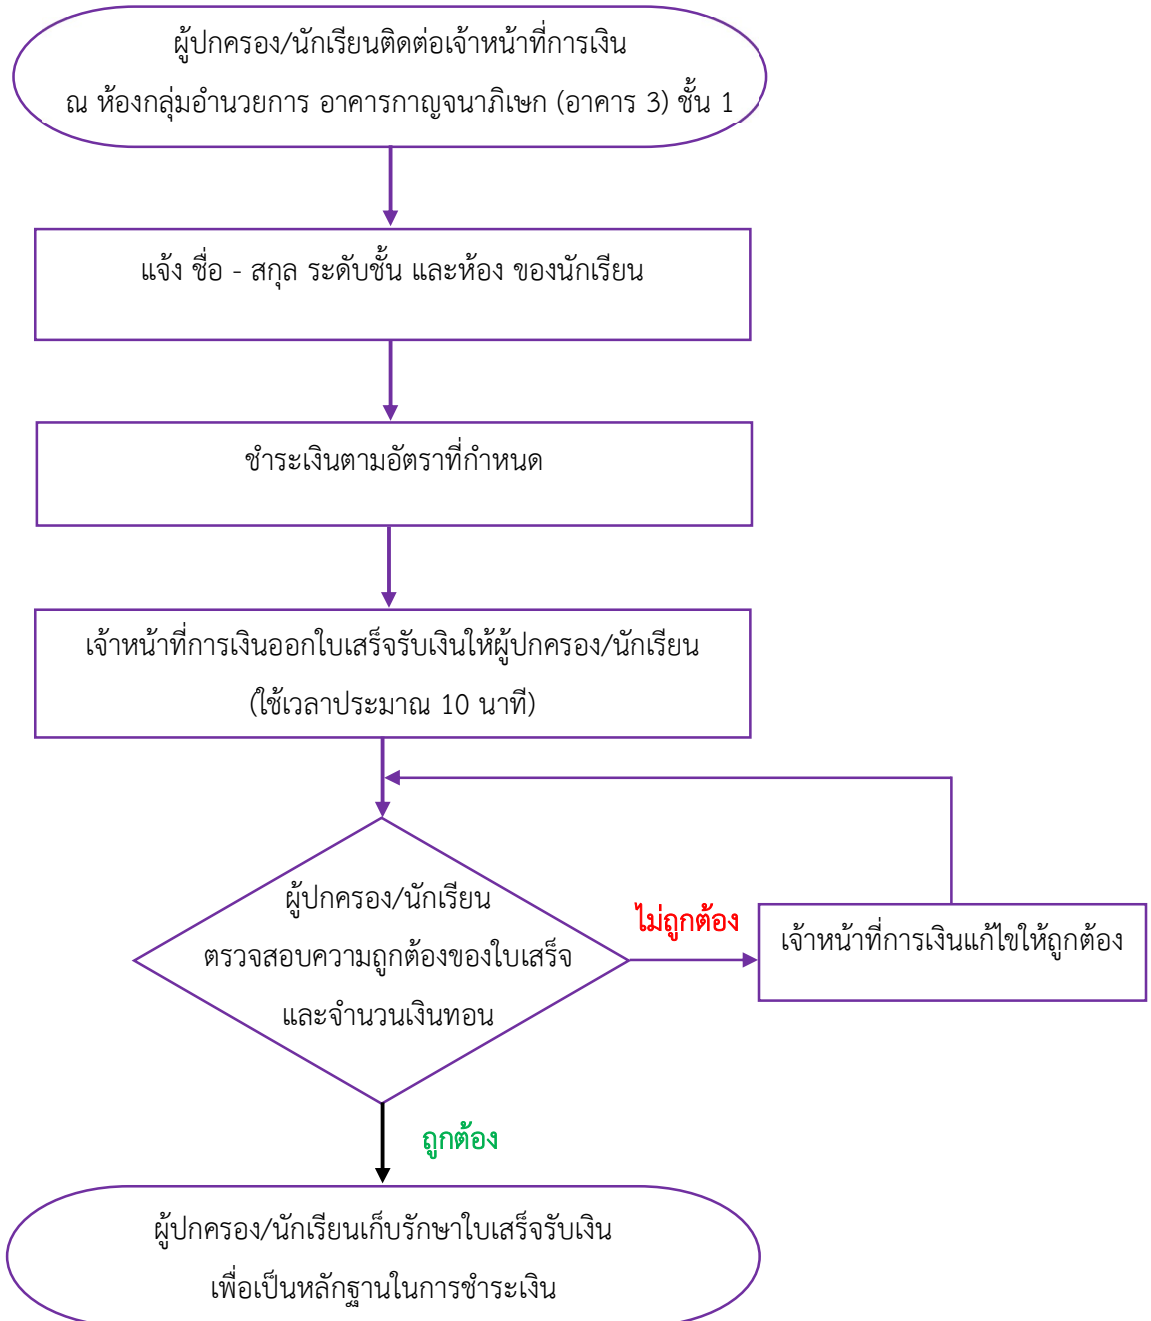 ผู้ปกครอง/นักเรียนติดต่อเจ้าหน้าที่การเงิน
ณ ห้องกลุ่มอำนวยการ อาคารกาญจนาภิเษก (อาคาร 3) ชั้น 1
แจ้ง ชื่อ - สกุล ระดับชั้น และห้อง ของนักเรียน
ชำระเงินตามอัตราที่กำหนด
เจ้าหน้าที่การเงินออกใบเสร็จรับเงินให้ผู้ปกครอง/นักเรียน
(ใช้เวลาประมาณ 10 นาที)
ผู้ปกครอง/นักเรียน
ตรวจสอบความถูกต้องของใบเสร็จ
และจำนวนเงินทอน
ไม่ถูกต้อง
เจ้าหน้าที่การเงินแก้ไขให้ถูกต้อง
ถูกต้อง
ผู้ปกครอง/นักเรียนเก็บรักษาใบเสร็จรับเงิน
เพื่อเป็นหลักฐานในการชำระเงิน